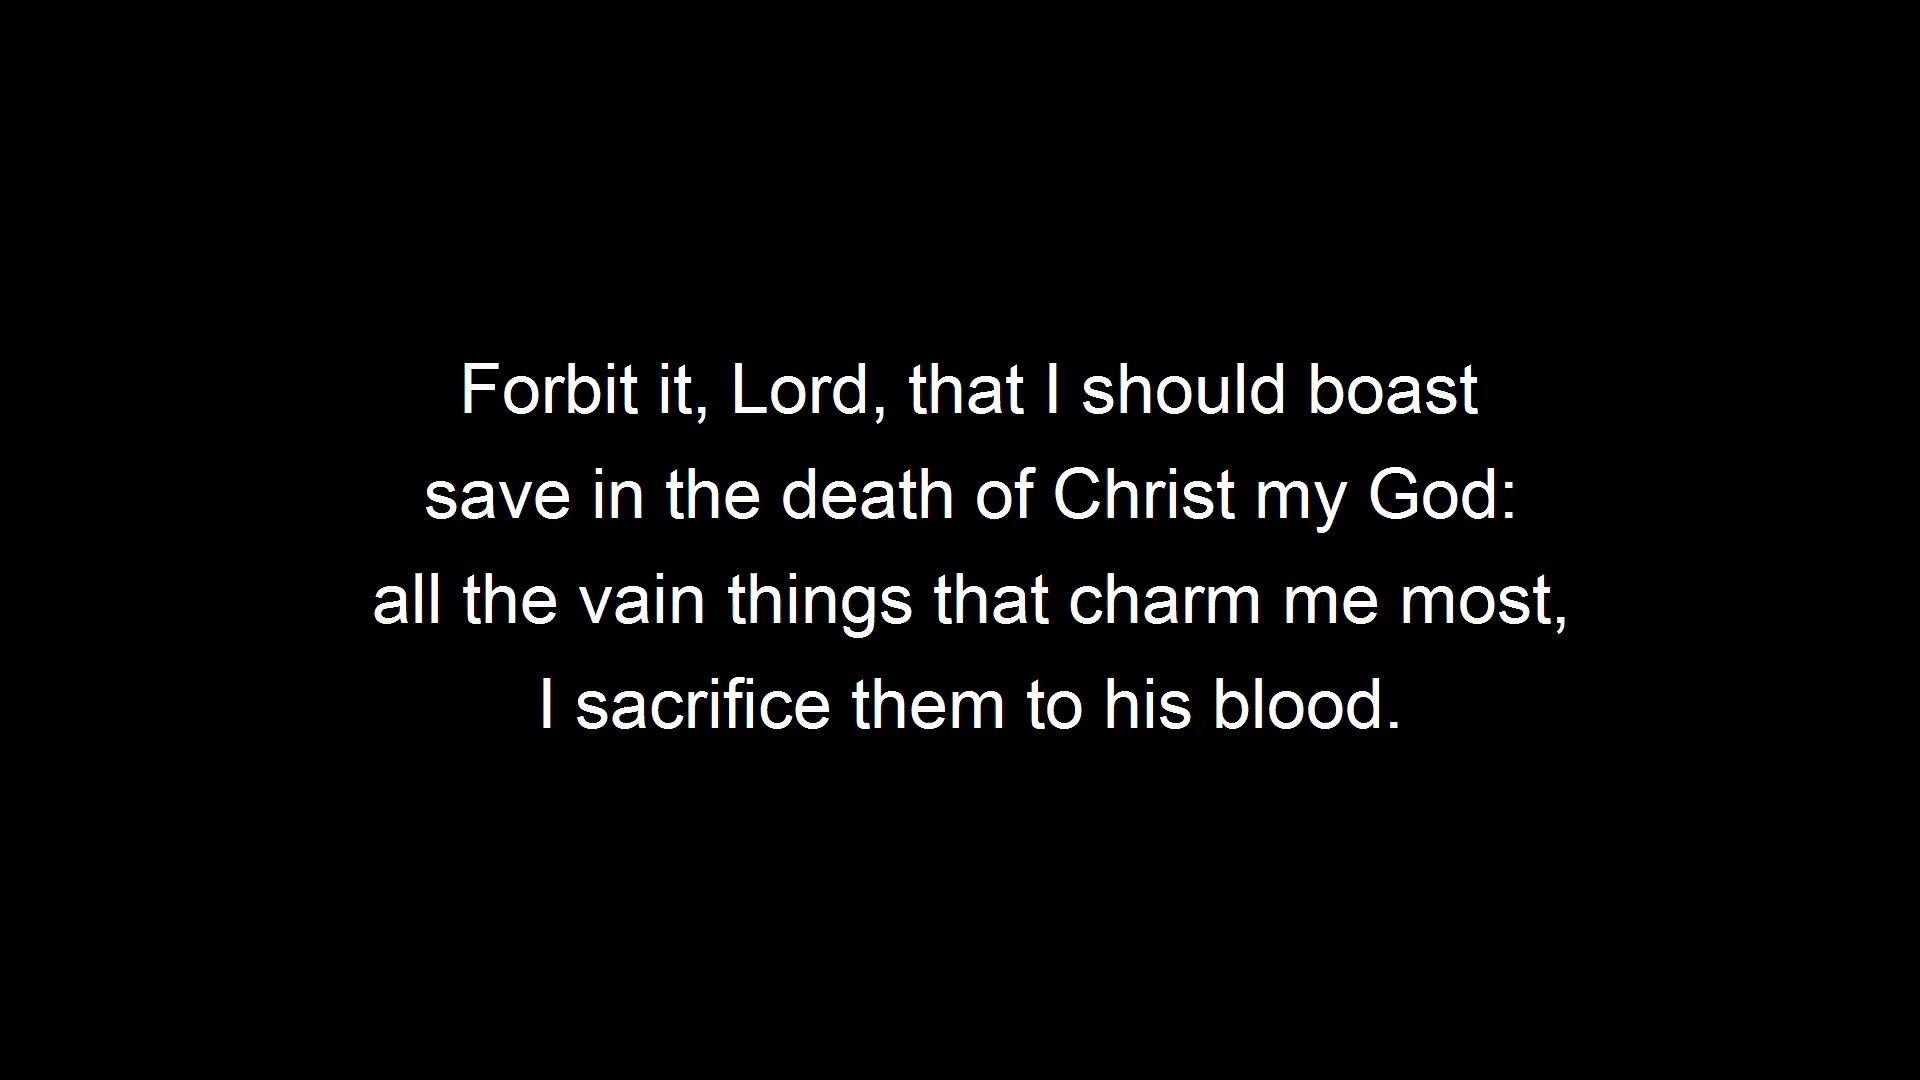 Forbit it, Lord, that I should boast
save in the death of Christ my God:
all the vain things that charm me most,
I sacrifice them to his blood.